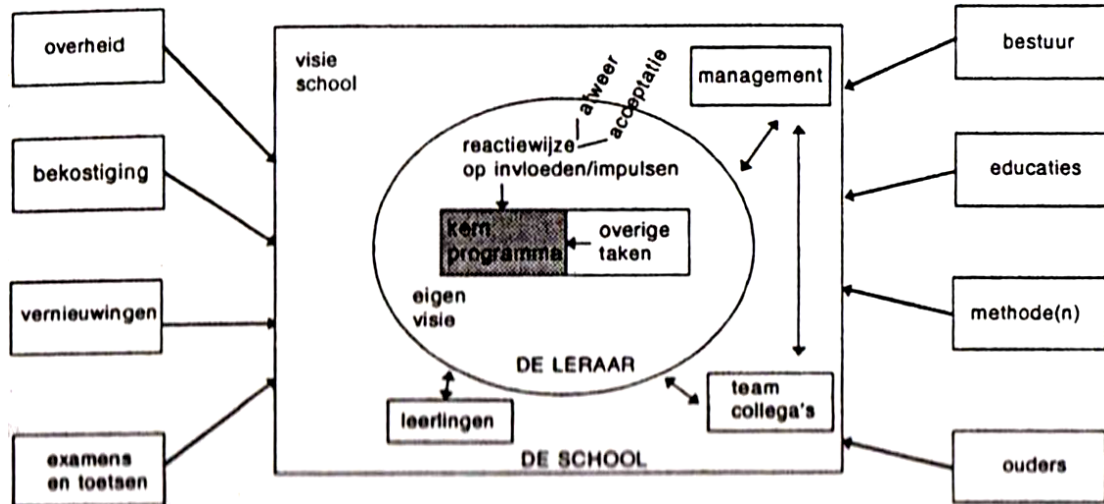 overheid
bekostiging
vernieuwingen
examens
en toetsen
visie
school
afweer
acceptatie
management
reactiewijze
op invloeden/impulsen
kern
programma
overige
taken
eigen
visie
DE LERAAR
leerlingen
team
collega's
DE SCHOOL
bestuur
educaties
methode(n)
ouders